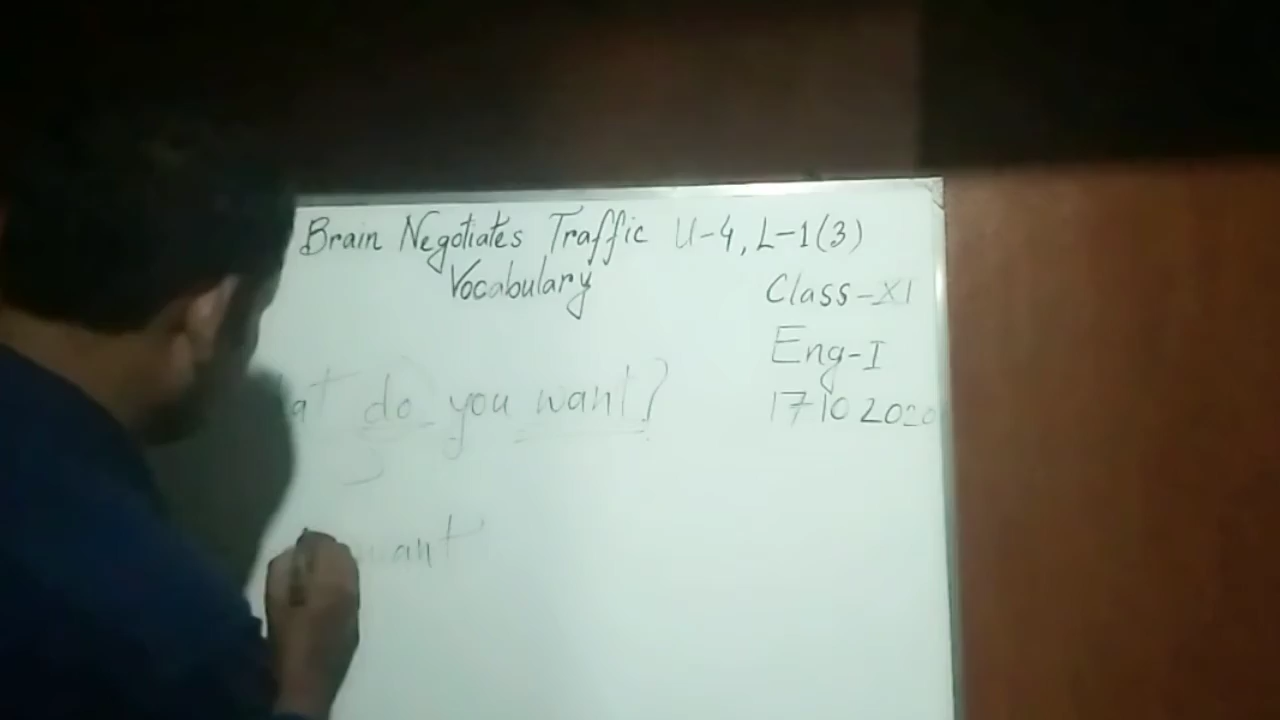 Brain Negotiates Traffic U-4, L-1(3)
Vocabulary
Class-XI
Eng-I
17 10 2020
at do you want?
want